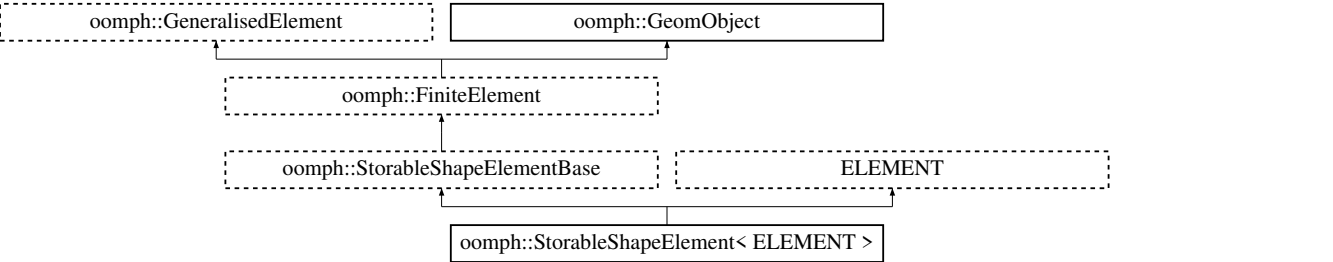 oomph::GeneralisedElement
oomph::GeomObject
oomph::FiniteElement
oomph::StorableShapeElementBase
ELEMENT
oomph::StorableShapeElement< ELEMENT >